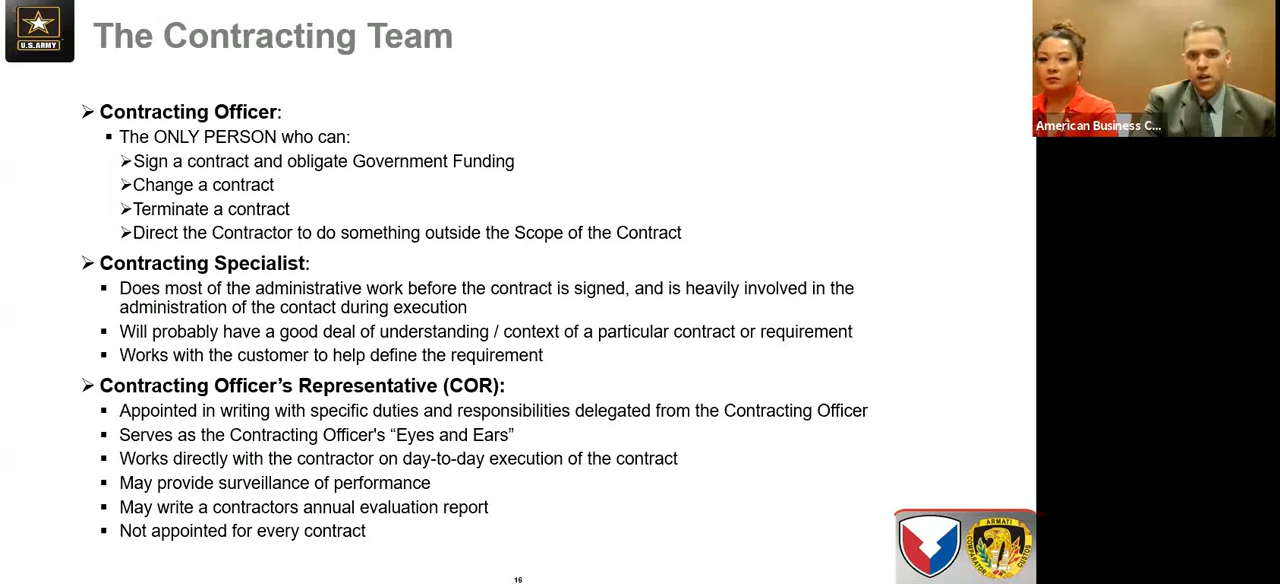 U.S.ARMY
The Contracting Team
Contracting Officer:
The ONLY PERSON who can:
Sign a contract and obligate Government Funding
Change a contract
Terminate a contract
Direct the Contractor to do something outside the Scope of the Contract
Contracting Specialist:
Does most of the administrative work before the contract is signed, and is heavily involved in the
administration of the contact during execution
Will probably have a good deal of understanding / context of a particular contract or requirement
Works with the customer to help define the requirement
Contracting Officer’s Representative (COR):
Appointed in writing with specific duties and responsibilities delegated from the Contracting Officer
Serves as the Contracting Officer's “Eyes and Ears”
Works directly with the contractor on day-to-day execution of the contract
May provide surveillance of performance
May write a contractors annual evaluation report
Not appointed for every contract
16
American Business C...
ARMATI
COMPARATOR
CUSTOS